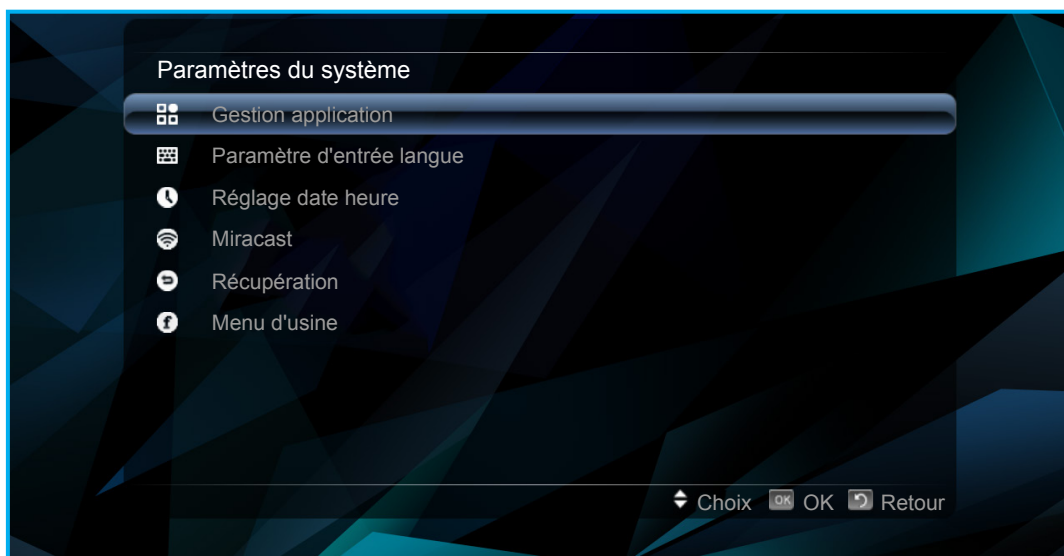 Paramètres du système
Gestion application
Paramètre d'entrée langue
Réglage date heure
Miracast
Récupération
Menu d'usine
Choix OK OK Retour